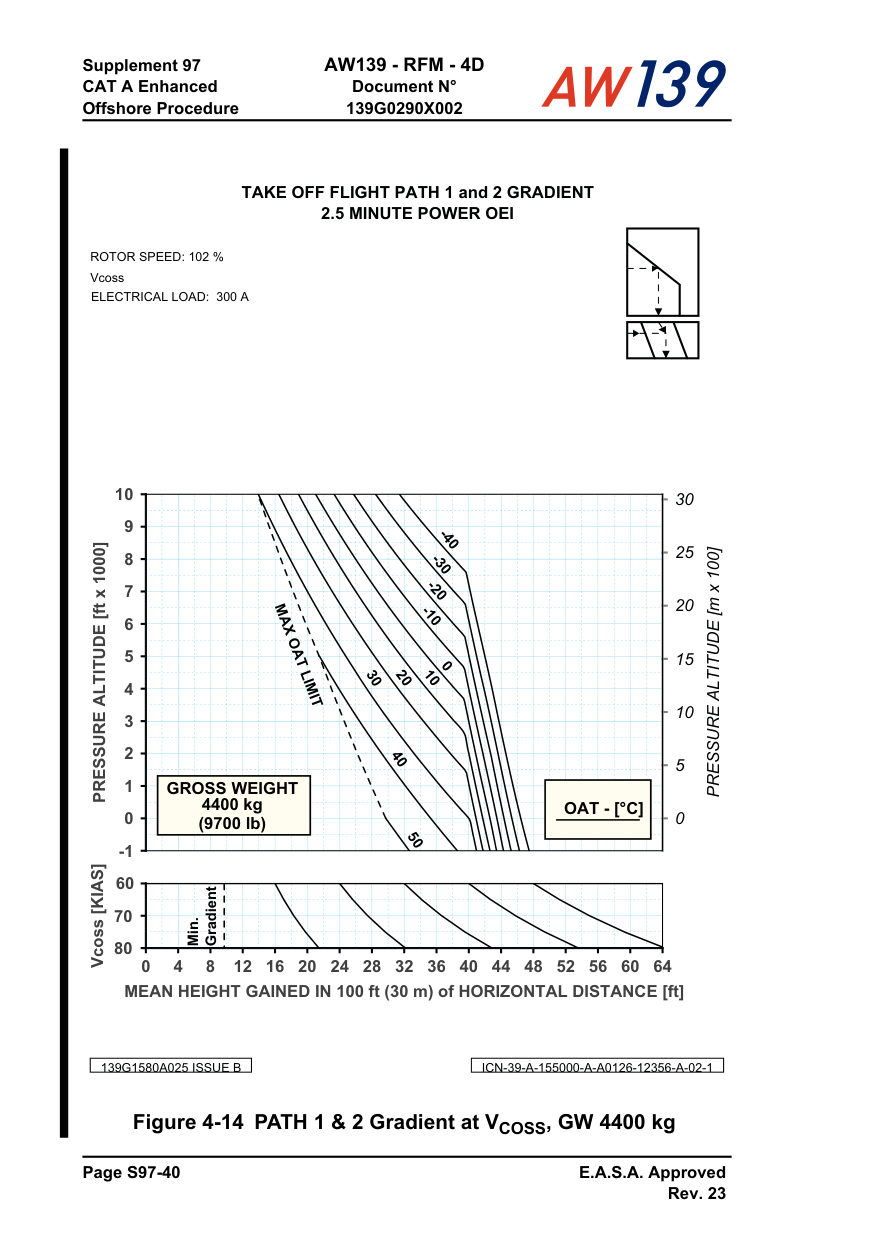 Supplement 97
CAT A Enhanced
Offshore Procedure
AW139 - RFM - 4D
Document N°
139G0290X002
AW139
TAKE OFF FLIGHT PATH 1 and 2 GRADIENT
2.5 MINUTE POWER OEI
ROTOR SPEED: 102 %
Vcoss
ELECTRICAL LOAD: 300 A
PRESSURE ALTITUDE [ft x 1000]
10
9
8
7
6
5
4
3
2
1
0
-1
-40
-30
-20
-10
0
10
20
30
40
50
MAX OAT LIMIT
GROSS WEIGHT
4400 kg
(9700 lb)
OAT - [°C]
30
25
20
15
10
5
0
PRESSURE ALTITUDE [m x 100]
Vcoss [KIAS]
60
70
80
Min.
Gradient
0 4 8 12 16 20 24 28 32 36 40 44 48 52 56 60 64
MEAN HEIGHT GAINED IN 100 ft (30 m) of HORIZONTAL DISTANCE [ft]
139G1580A025 ISSUE B
ICN-39-A-155000-A-A0126-12356-A-02-1
Figure 4-14 PATH 1 & 2 Gradient at VCOSS, GW 4400 kg
Page S97-40
E.A.S.A. Approved
Rev. 23